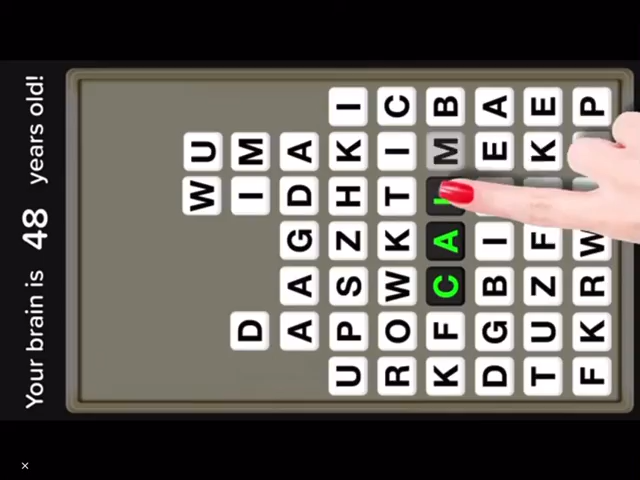 Your brain is 48 years old!
W U
D I M
A A G D A
U P S Z H K I
R O W K T I C
K F C A M B
D G B I E A
T U Z F K E
F K R W P